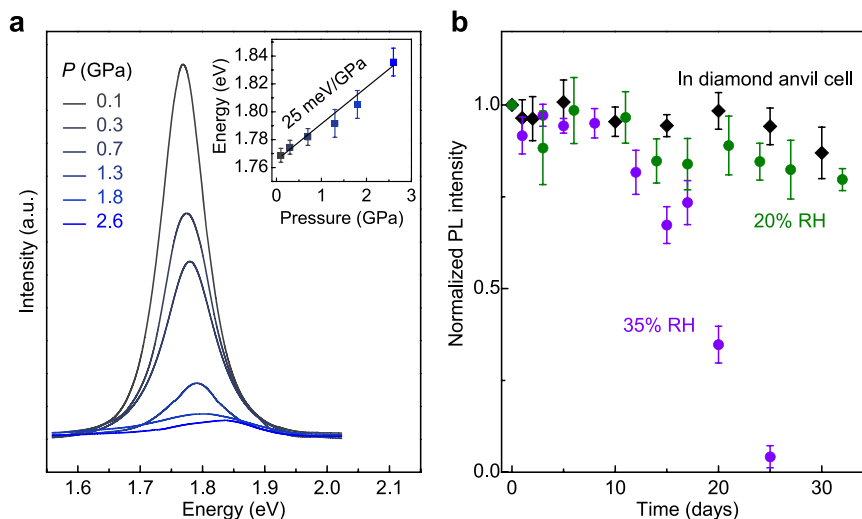 a
P (GPa)
0.1
0.3
0.7
1.3
1.8
2.6
Intensity (a.u.)
1.5 1.6 1.7 1.8 1.9 2.0 2.1
Energy (eV)
Energy (eV)
1.84
1.82
1.80
1.78
1.76
25 meV/GPa
0 1 2 3
Pressure (GPa)
b
Normalized PL intensity
1.0
0.5
0.0
In diamond anvil cell
20% RH
35% RH
0 10 20 30
Time (days)